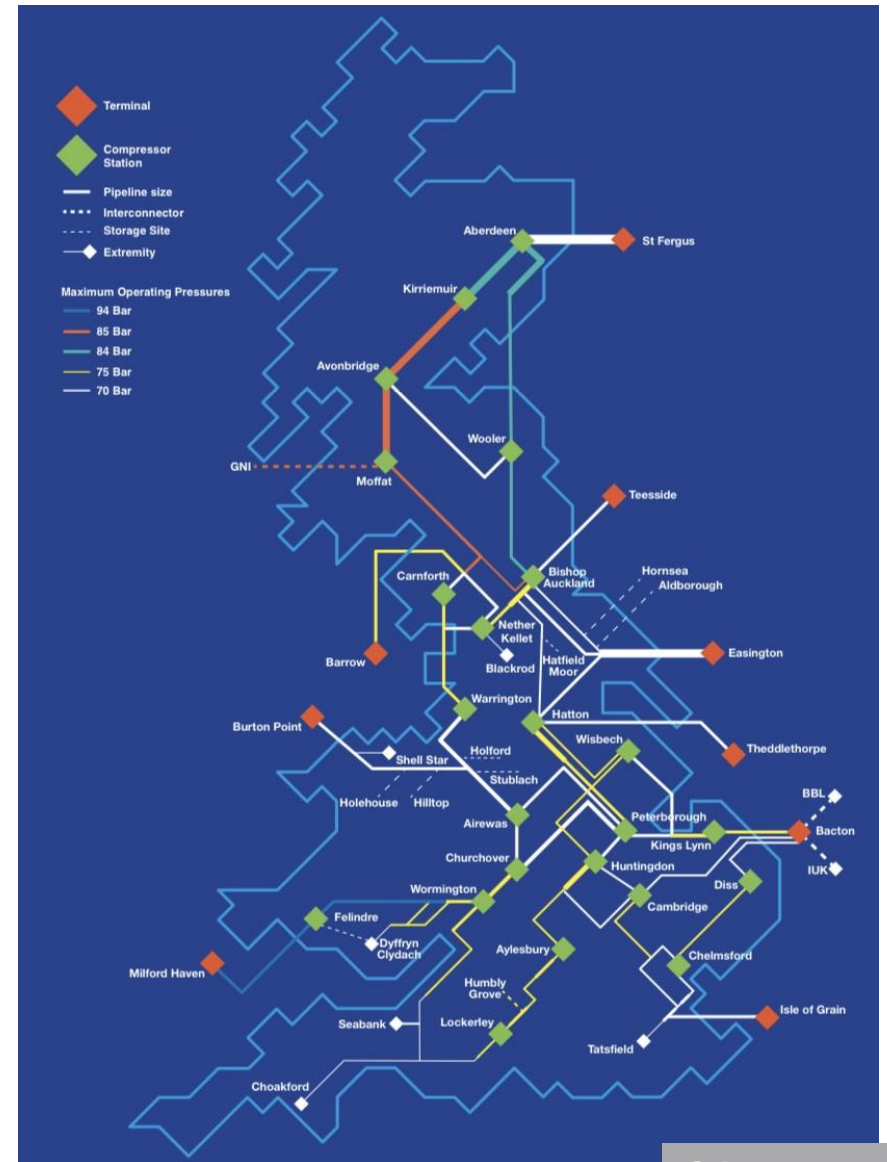 Terminal
Compressor
Station
Pipeline size
Interconnector
Storage Site
Extremity
Maximum Operating Pressures
94 Bar
85 Bar
84 Bar
75 Bar
70 Bar
Aberdeen
St Fergus
Kirriemuir
Avonbridge
Wooler
GNI
Moffat
Teesside
Carnforth
Bishop
Auckland
Hornsea
Aldborough
Nether
Kellet
Blackrod
Hatfield
Moor
Easington
Barrow
Warrington
Burton Point
Hatton
Wisbech
Theddlethorpe
Shell Star
Holford
Stublach
Holehouse
Hilltop
BBL
Airewas
Peterborough
Kings Lynn
Bacton
Churchover
Huntingdon
IUK
Wormington
Diss
Cambridge
Felindre
Dyffryn
Clydach
Aylesbury
Chelmsford
Milford Haven
Humbly
Grove
Seabank
Lockerley
Isle of Grain
Tatsfield
Choakford